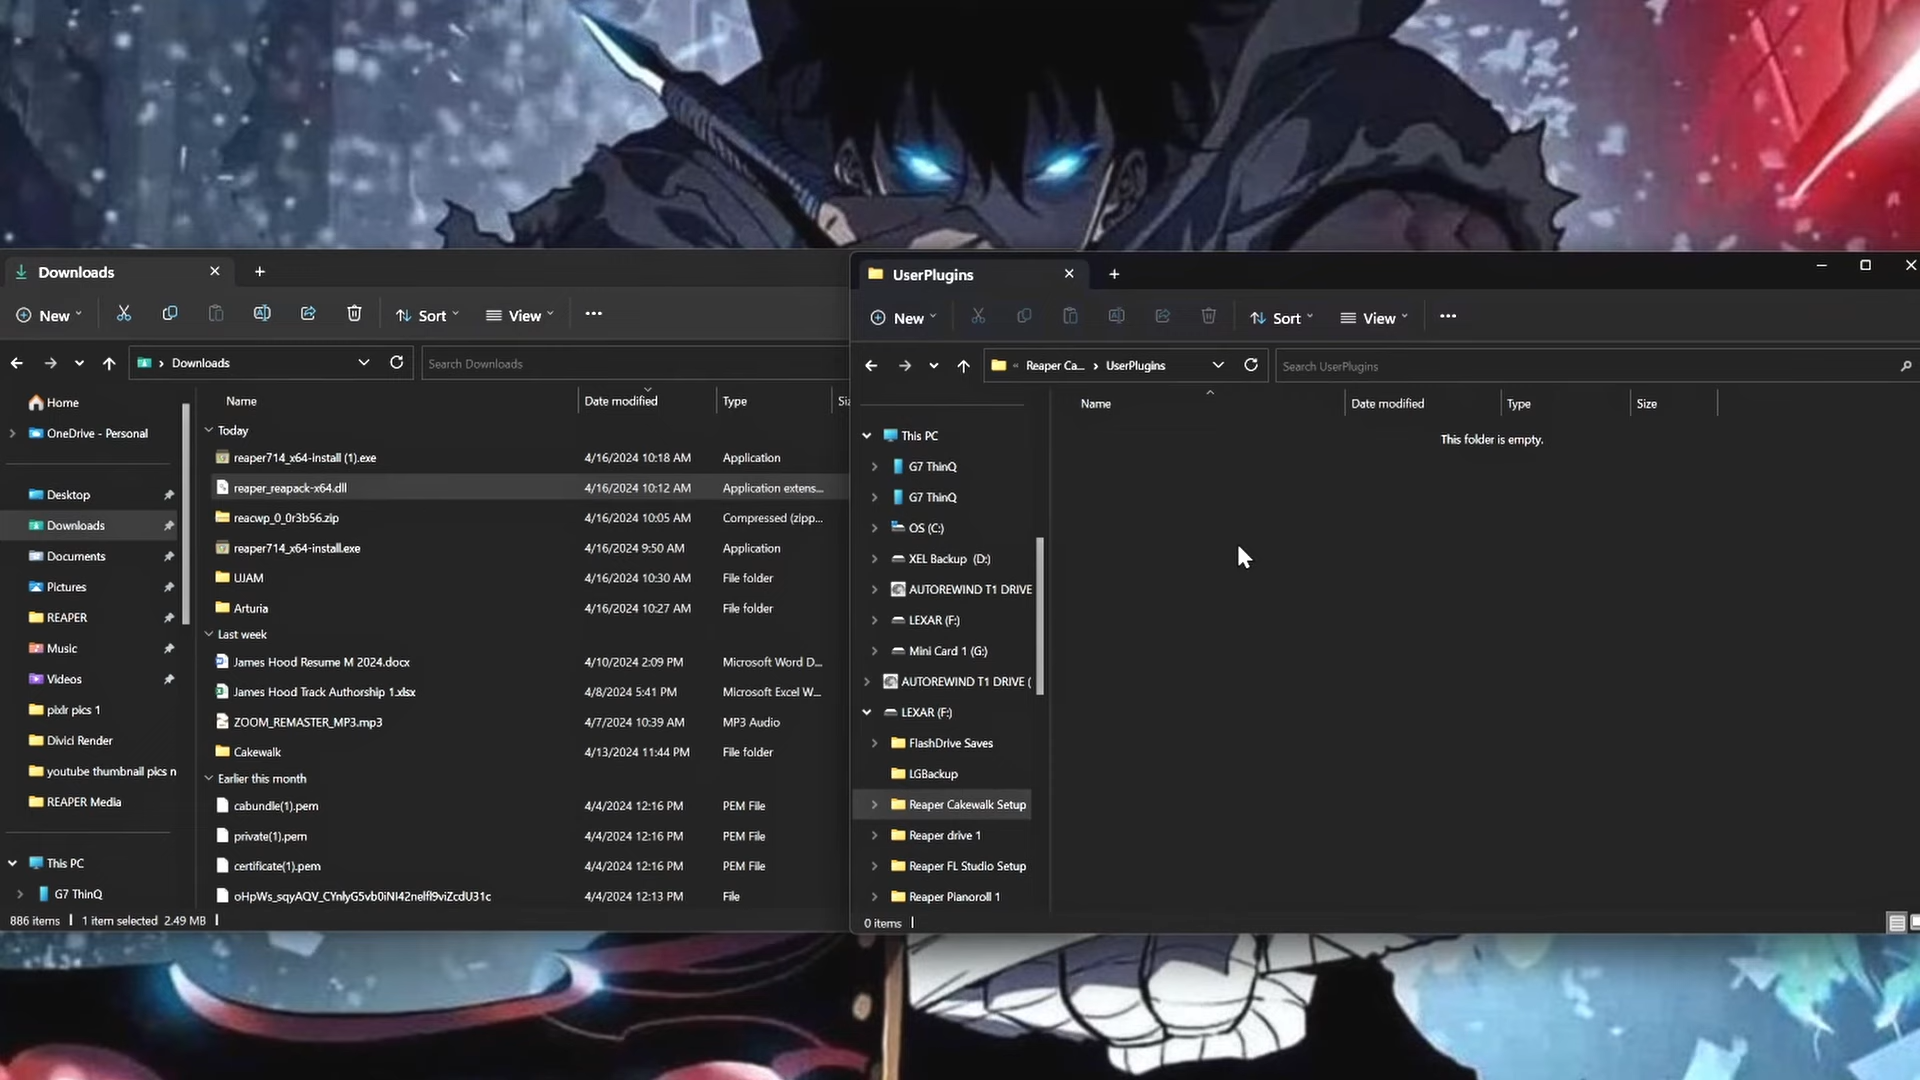 Downloads
New
Sort
View
Downloads
Search Downloads
Home
OneDrive - Personal
Desktop
Downloads
Documents
Pictures
REAPER
Music
Videos
pixlr pics 1
Divici Render
youtube thumbnail pics n
REAPER Media
This PC
G7 ThinQ
Name
Date modified
Type
Today
reaper714_x64-install (1).exe
4/16/2024 10:18 AM
Application
reaper_reapack-x64.dll
4/16/2024 10:12 AM
Application extens...
reacwp_0_0r3b56.zip
4/16/2024 10:05 AM
Compressed (zipp...
reaper714_x64-install.exe
4/16/2024 9:50 AM
Application
UJAM
4/16/2024 10:30 AM
File folder
Arturia
4/16/2024 10:27 AM
File folder
Last week
James Hood Resume M 2024.docx
4/10/2024 2:09 PM
Microsoft Word D...
James Hood Track Authorship 1.xlsx
4/8/2024 5:41 PM
Microsoft Excel W...
ZOOM_REMASTER_MP3.mp3
4/7/2024 10:39 AM
MP3 Audio
Cakewalk
4/13/2024 11:44 PM
File folder
Earlier this month
cabundle(1).pem
4/4/2024 12:16 PM
PEM File
private(1).pem
4/4/2024 12:16 PM
PEM File
certificate(1).pem
4/4/2024 12:16 PM
PEM File
4/4/2024 12:13 PM
File
886 items
1 item selected 2.49 MB
UserPlugins
New
Sort
View
Reaper Ca...
UserPlugins
Search UserPlugins
This PC
G7 ThinQ
G7 ThinQ
OS (C:)
XEL Backup (D:)
AUTOREWIND T1 DRIVE
LEXAR (F:)
Mini Card 1 (G:)
AUTOREWIND T1 DRIVE (
LEXAR (F:)
FlashDrive Saves
LGBackup
Reaper Cakewalk Setup
Reaper drive 1
Reaper FL Studio Setup
Reaper Pianoroll 1
Name
Date modified
Type
Size
This folder is empty.
0 items